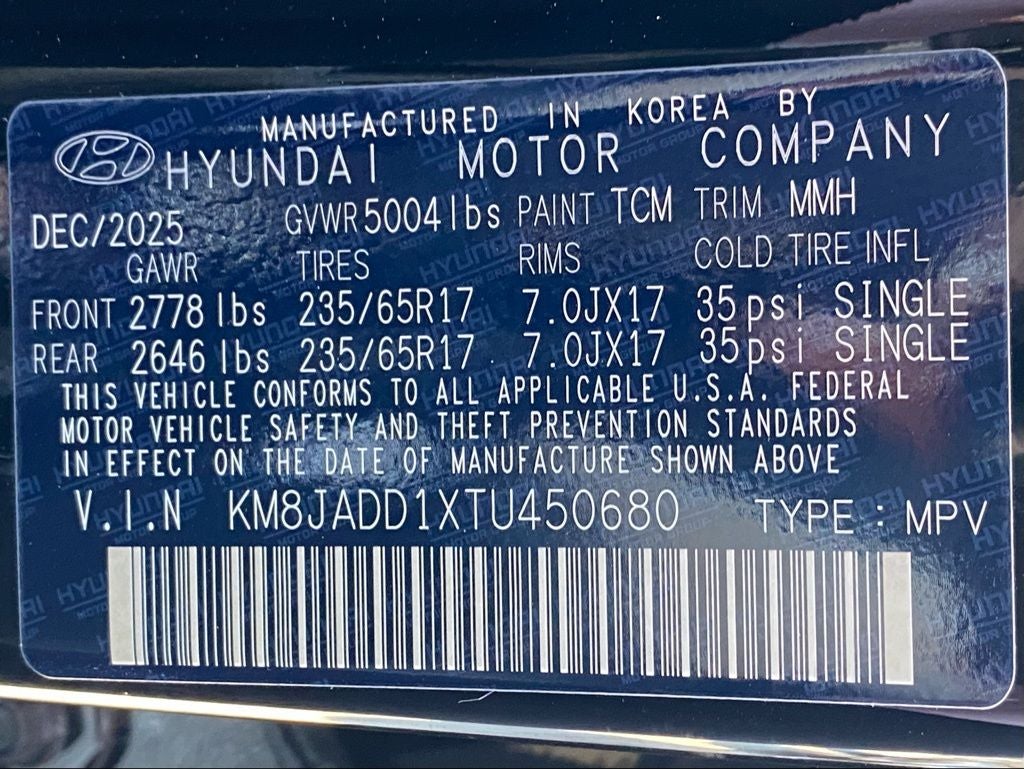 MANUFACTURED IN KOREA BY
HYUNDAI MOTOR COMPANY
DEC/2025 GVWR 5004 lbs PAINT TCM TRIM MMH
GAWR TIRES RIMS COLD TIRE INFL
FRONT 2778 lbs 235/65R17 7.0JX17 35psi SINGLE
REAR 2646 lbs 235/65R17 7.0JX17 35psi SINGLE
THIS VEHICLE CONFORMS TO ALL APPLICABLE U.S.A. FEDERAL
MOTOR VEHICLE SAFETY AND THEFT PREVENTION STANDARDS
IN EFFECT ON THE DATE OF MANUFACTURE SHOWN ABOVE
V.I.N KM8JADD1XTU450680 TYPE : MPV